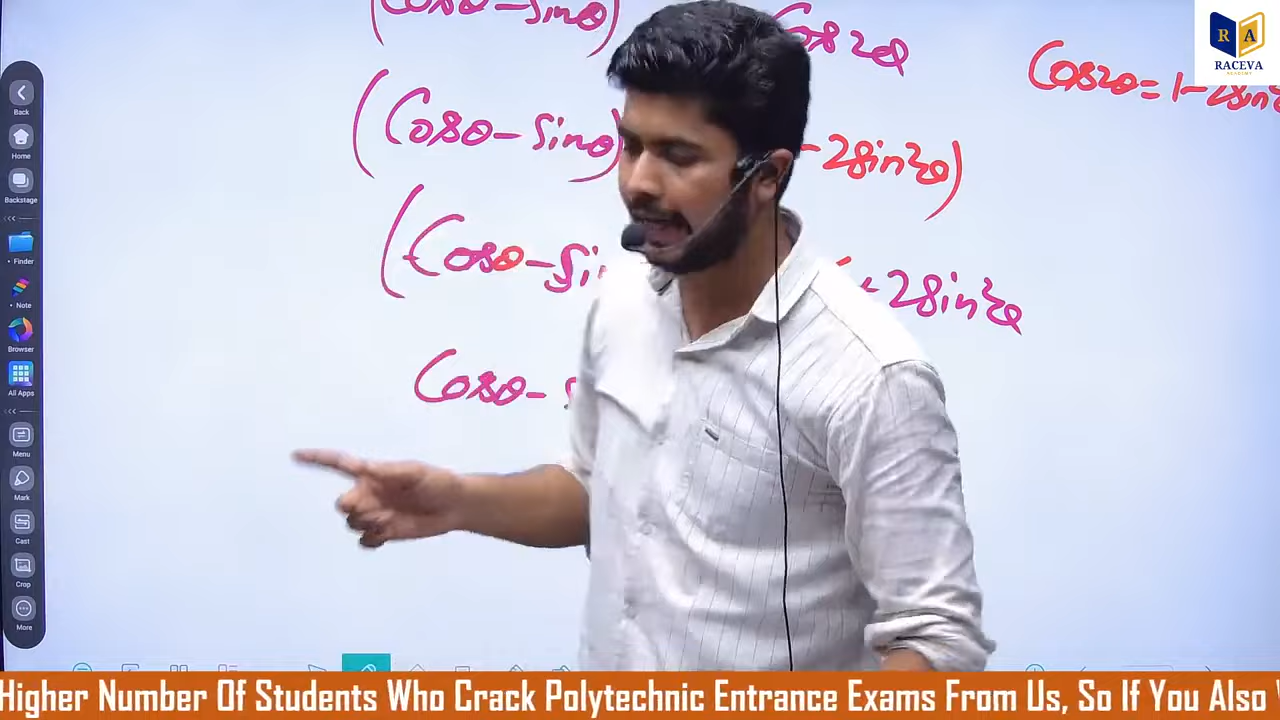 (Cosθ-Sinθ) Cos2θ
Cos2θ=1-2sin²
(Cosθ-Sinθ) -2Sin²θ)
(-Cosθ-Si +2Sin²θ
Cosθ-
RACEVA
ACADEMY
R A
Back
Home
Backstage
Finder
Note
Browser
All Apps
Menu
Mark
Cast
Crop
More
Higher Number Of Students Who Crack Polytechnic Entrance Exams From Us, So If You Also